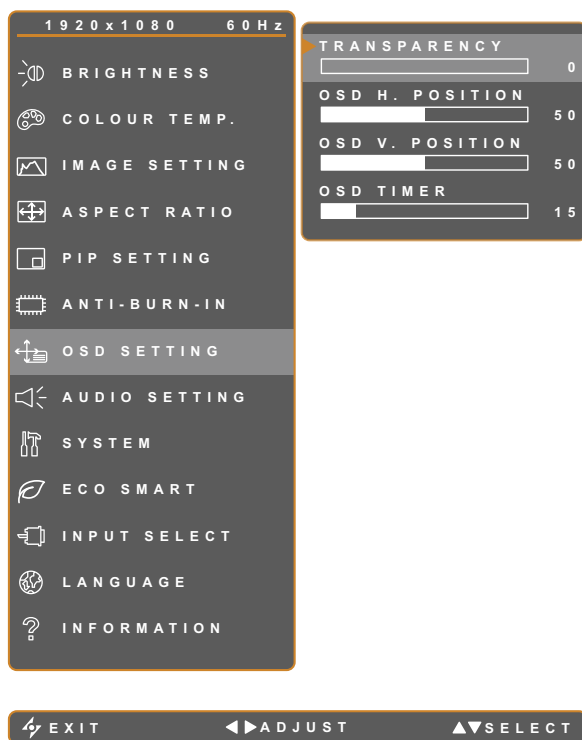 1920x1080 60Hz
BRIGHTNESS
COLOUR TEMP.
IMAGE SETTING
ASPECT RATIO
PIP SETTING
ANTI-BURN-IN
OSD SETTING
AUDIO SETTING
SYSTEM
ECO SMART
INPUT SELECT
LANGUAGE
INFORMATION
TRANSPARENCY
0
OSD H. POSITION
50
OSD V. POSITION
50
OSD TIMER
15
EXIT ADJUST SELECT